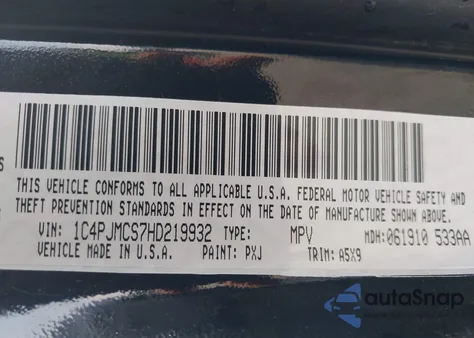 THIS VEHICLE CONFORMS TO ALL APPLICABLE U.S.A. FEDERAL MOTOR VEHICLE SAFETY AND
THEFT PREVENTION STANDARDS IN EFFECT ON THE DATE OF MANUFACTURE SHOWN ABOVE.
VIN: 1C4PJMCS7HD219932 TYPE: MPV MDH: 061910 533AA
VEHICLE MADE IN U.S.A. PAINT: PXJ TRIM: A5X9
autoSnap